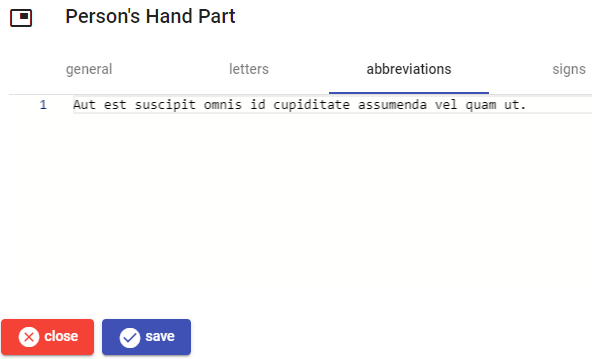 Person's Hand Part
general letters abbreviations signs
1 Aut est suscipit omnis id cupiditate assumenda vel quam ut.
close save